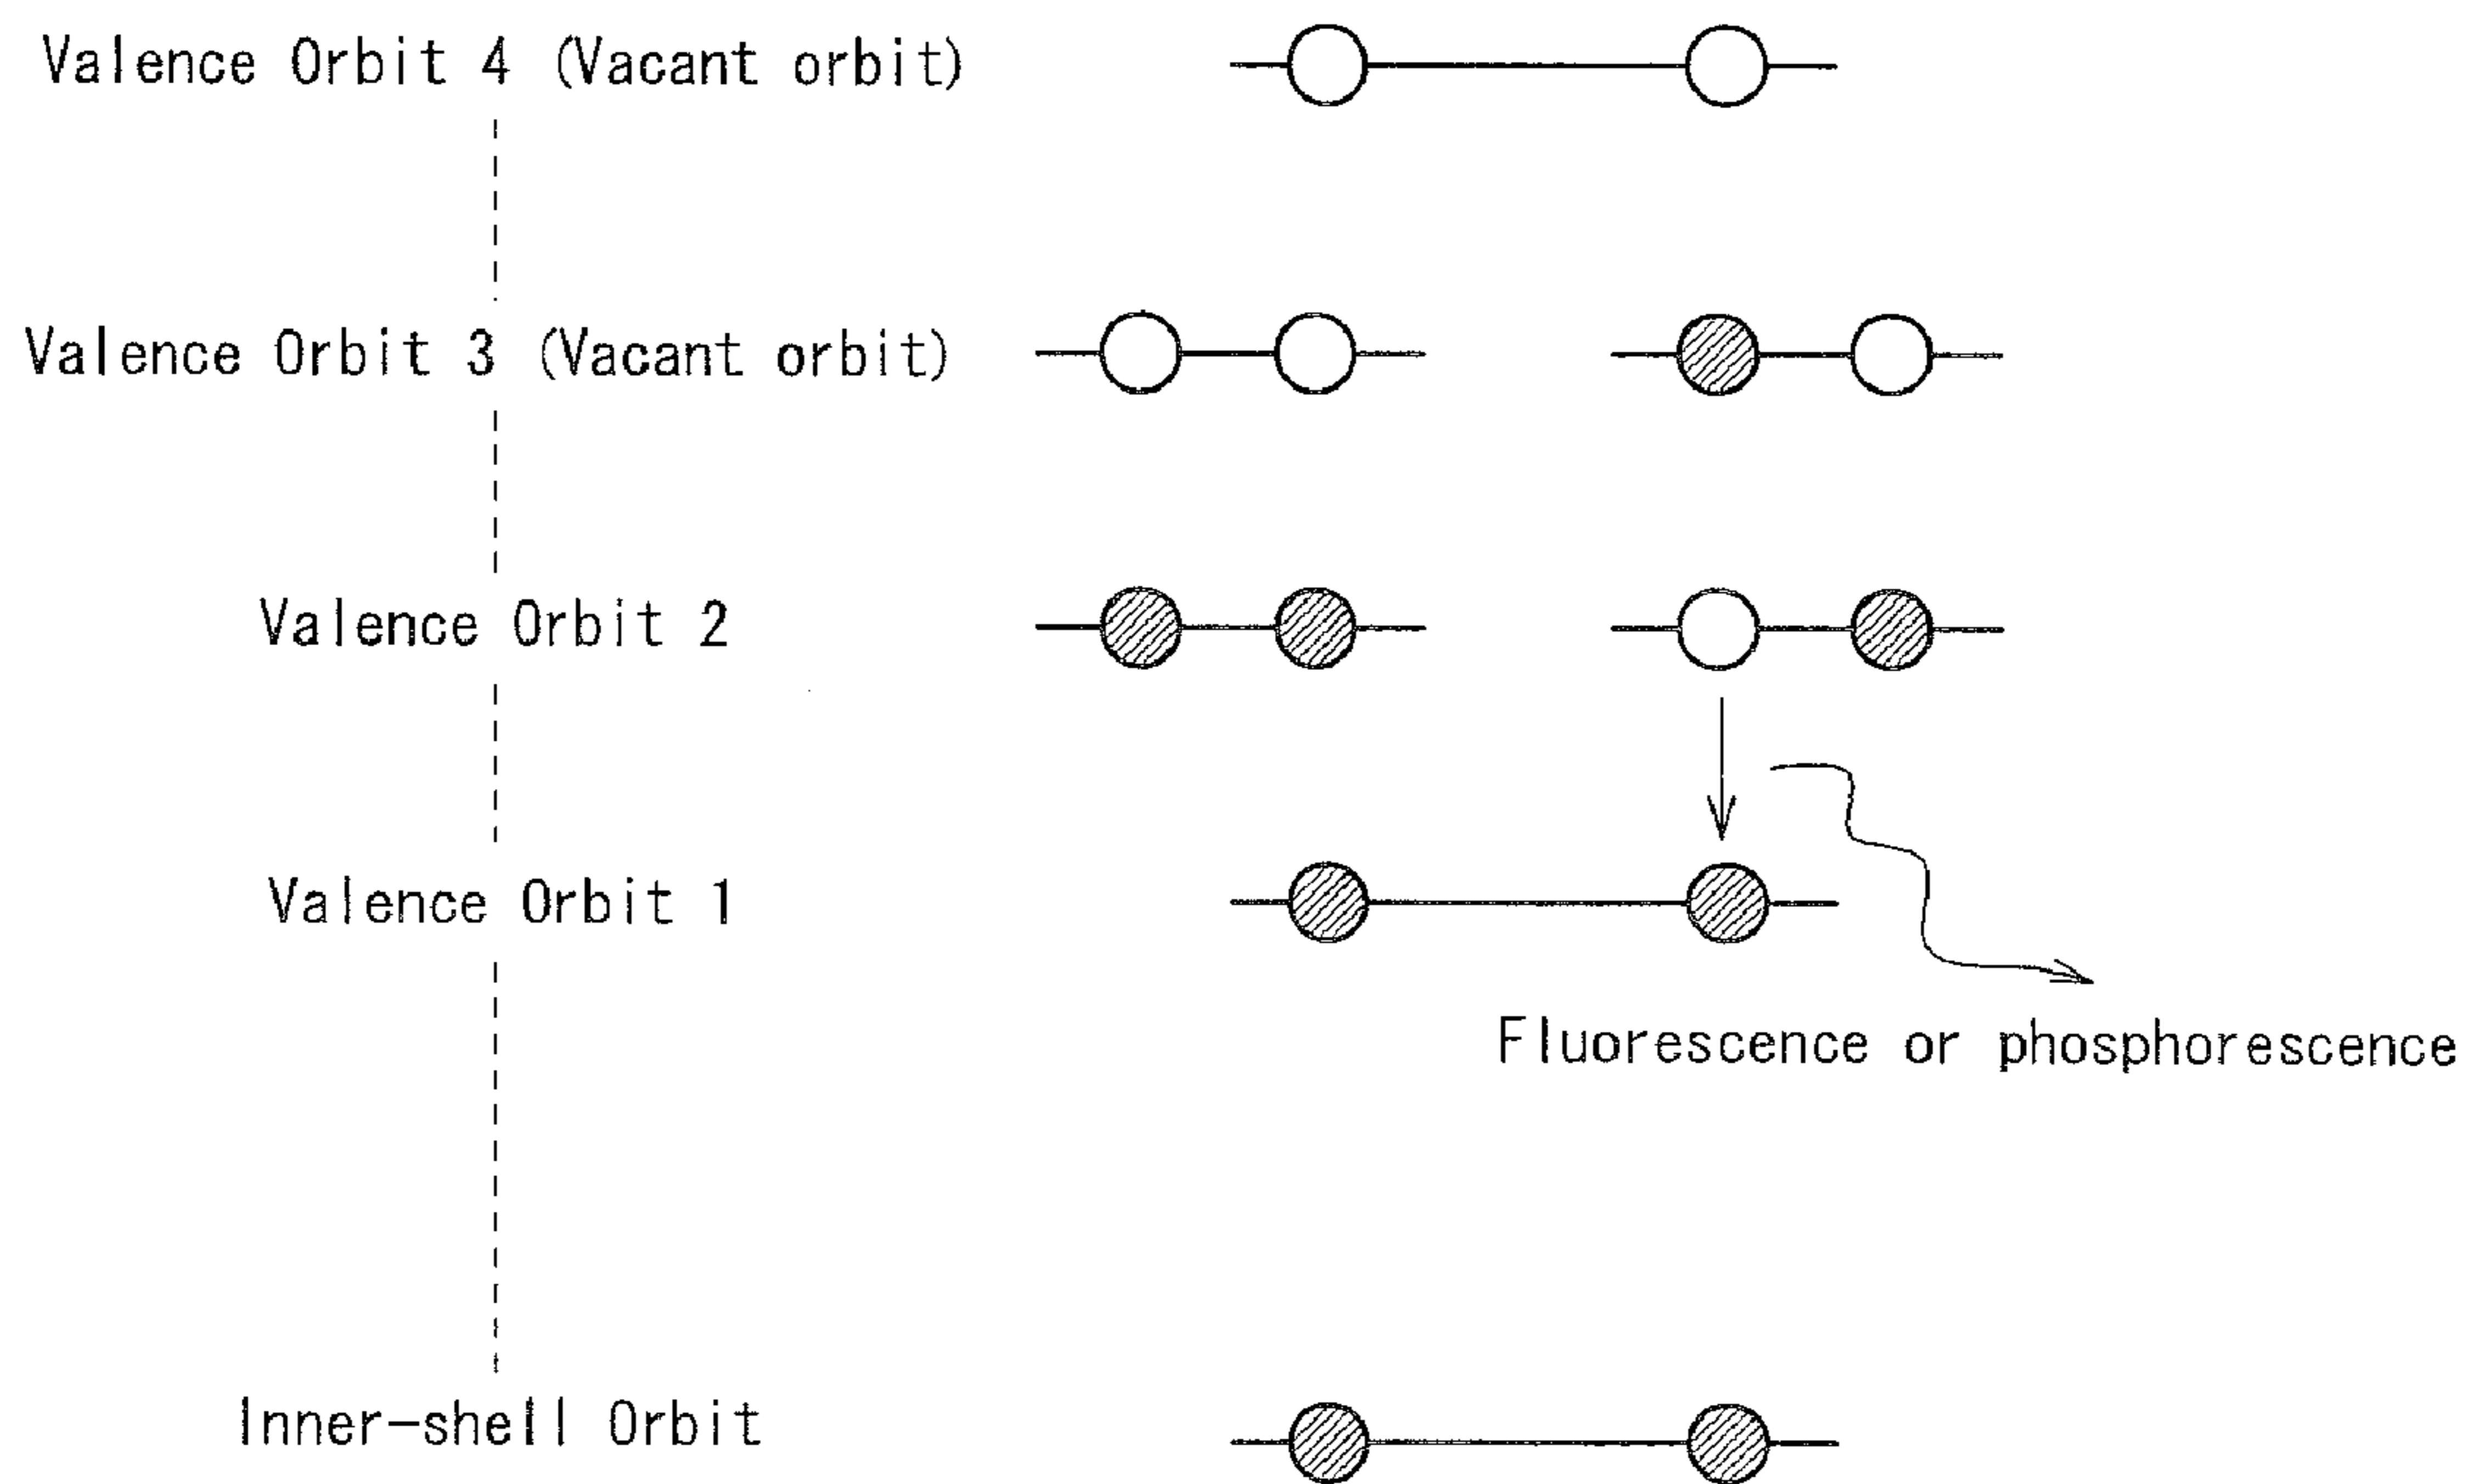 Valence Orbit 4 (Vacant orbit)
Valence Orbit 3 (Vacant orbit)
Valence Orbit 2
Valence Orbit 1
Fluorescence or phosphorescence
Inner-shell Orbit